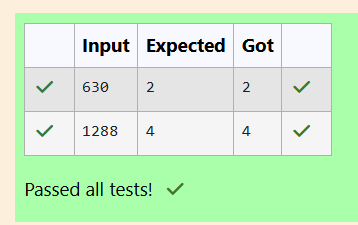 Input Expected Got
630 2 2
1288 4 4
Passed all tests!